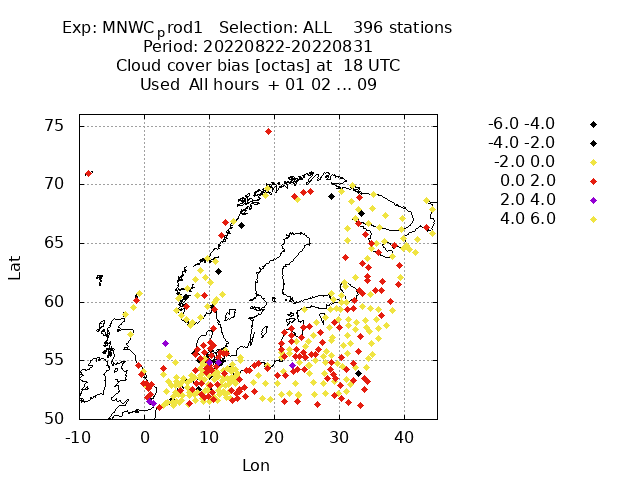 Exp: MNWCprod1   Selection: ALL    396 stations
Period: 20220822-20220831
Cloud cover bias [octas] at  18 UTC
Used  All hours  + 01 02 ... 09
-6.0 -4.0
-4.0 -2.0
-2.0 0.0
0.0 2.0
2.0 4.0
4.0 6.0
75
70
65
60
55
50
Lat
-10 0 10 20 30 40
Lon